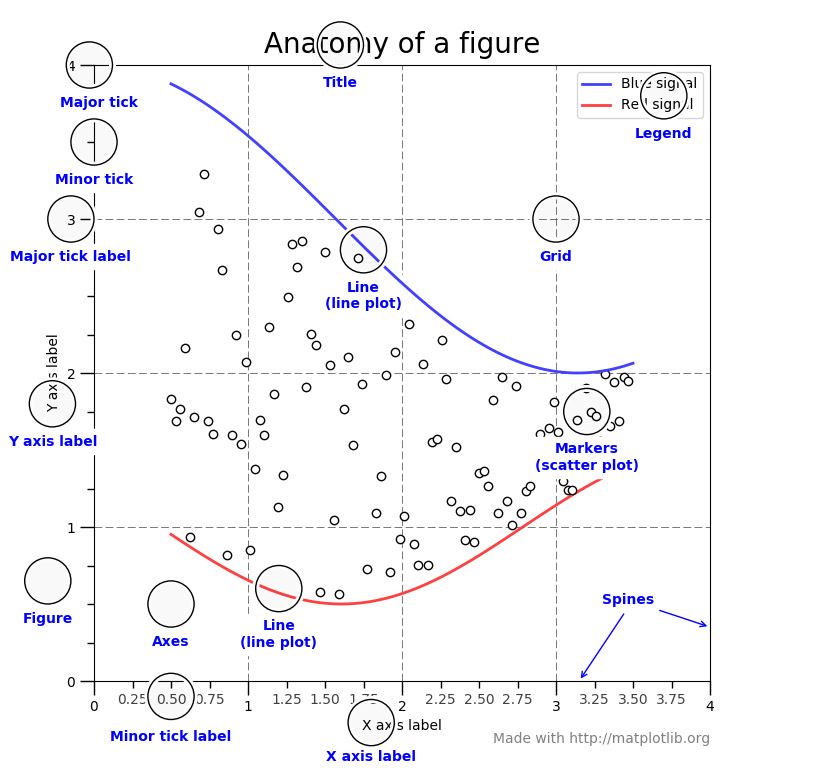 Anatomy of a figure
4
Blue signal
Red signal
Title
Major tick
Legend
Minor tick
3
Major tick label
Grid
Line
(line plot)
2
Y axis label
Y axis label
Markers
(scatter plot)
1
Figure
Axes
Line
(line plot)
Spines
0
0.25 0.50 0.75 1.25 1.50 1.75 2.25 2.50 2.75 3.25 3.50 3.75
0 1 2 3 4
X axis label
Minor tick label
Made with http://matplotlib.org
X axis label